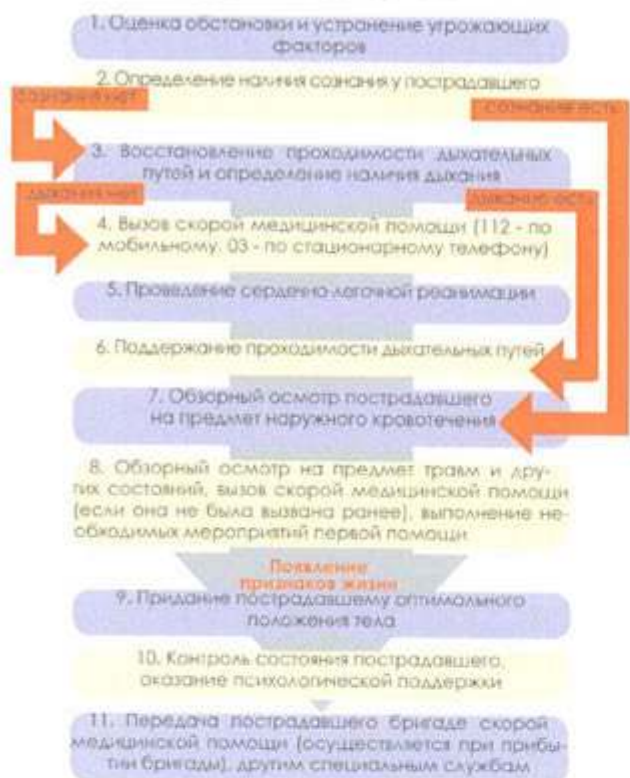 1. Оценка обстановки и устранение угрожающих
факторов
2. Определение наличия сознания у пострадавшего
сознания нет
сознание есть
3. Восстановление проходимости дыхательных
путей и определение наличия дыхания
дыхания нет
дыхание есть
4. Вызов скорой медицинской помощи (112 - по
мобильному, 03 - по стационарному телефону)
5. Проведение сердечно-легочной реанимации
6. Поддержание проходимости дыхательных путей
7. Обзорный осмотр пострадавшего
на предмет наружного кровотечения
8. Обзорный осмотр на предмет травм и дру-
гих состояний, вызов скорой медицинской помощи
(если она не была вызвана ранее), выполнение не-
обходимых мероприятий первой помощи
Появление
признаков жизни
9. Придание пострадавшему оптимального
положения тела
10. Контроль состояния пострадавшего,
оказание психологической поддержки
11. Передача пострадавшего бригаде скорой
медицинской помощи (осуществляется при прибы-
тии бригады), другим специальным службам